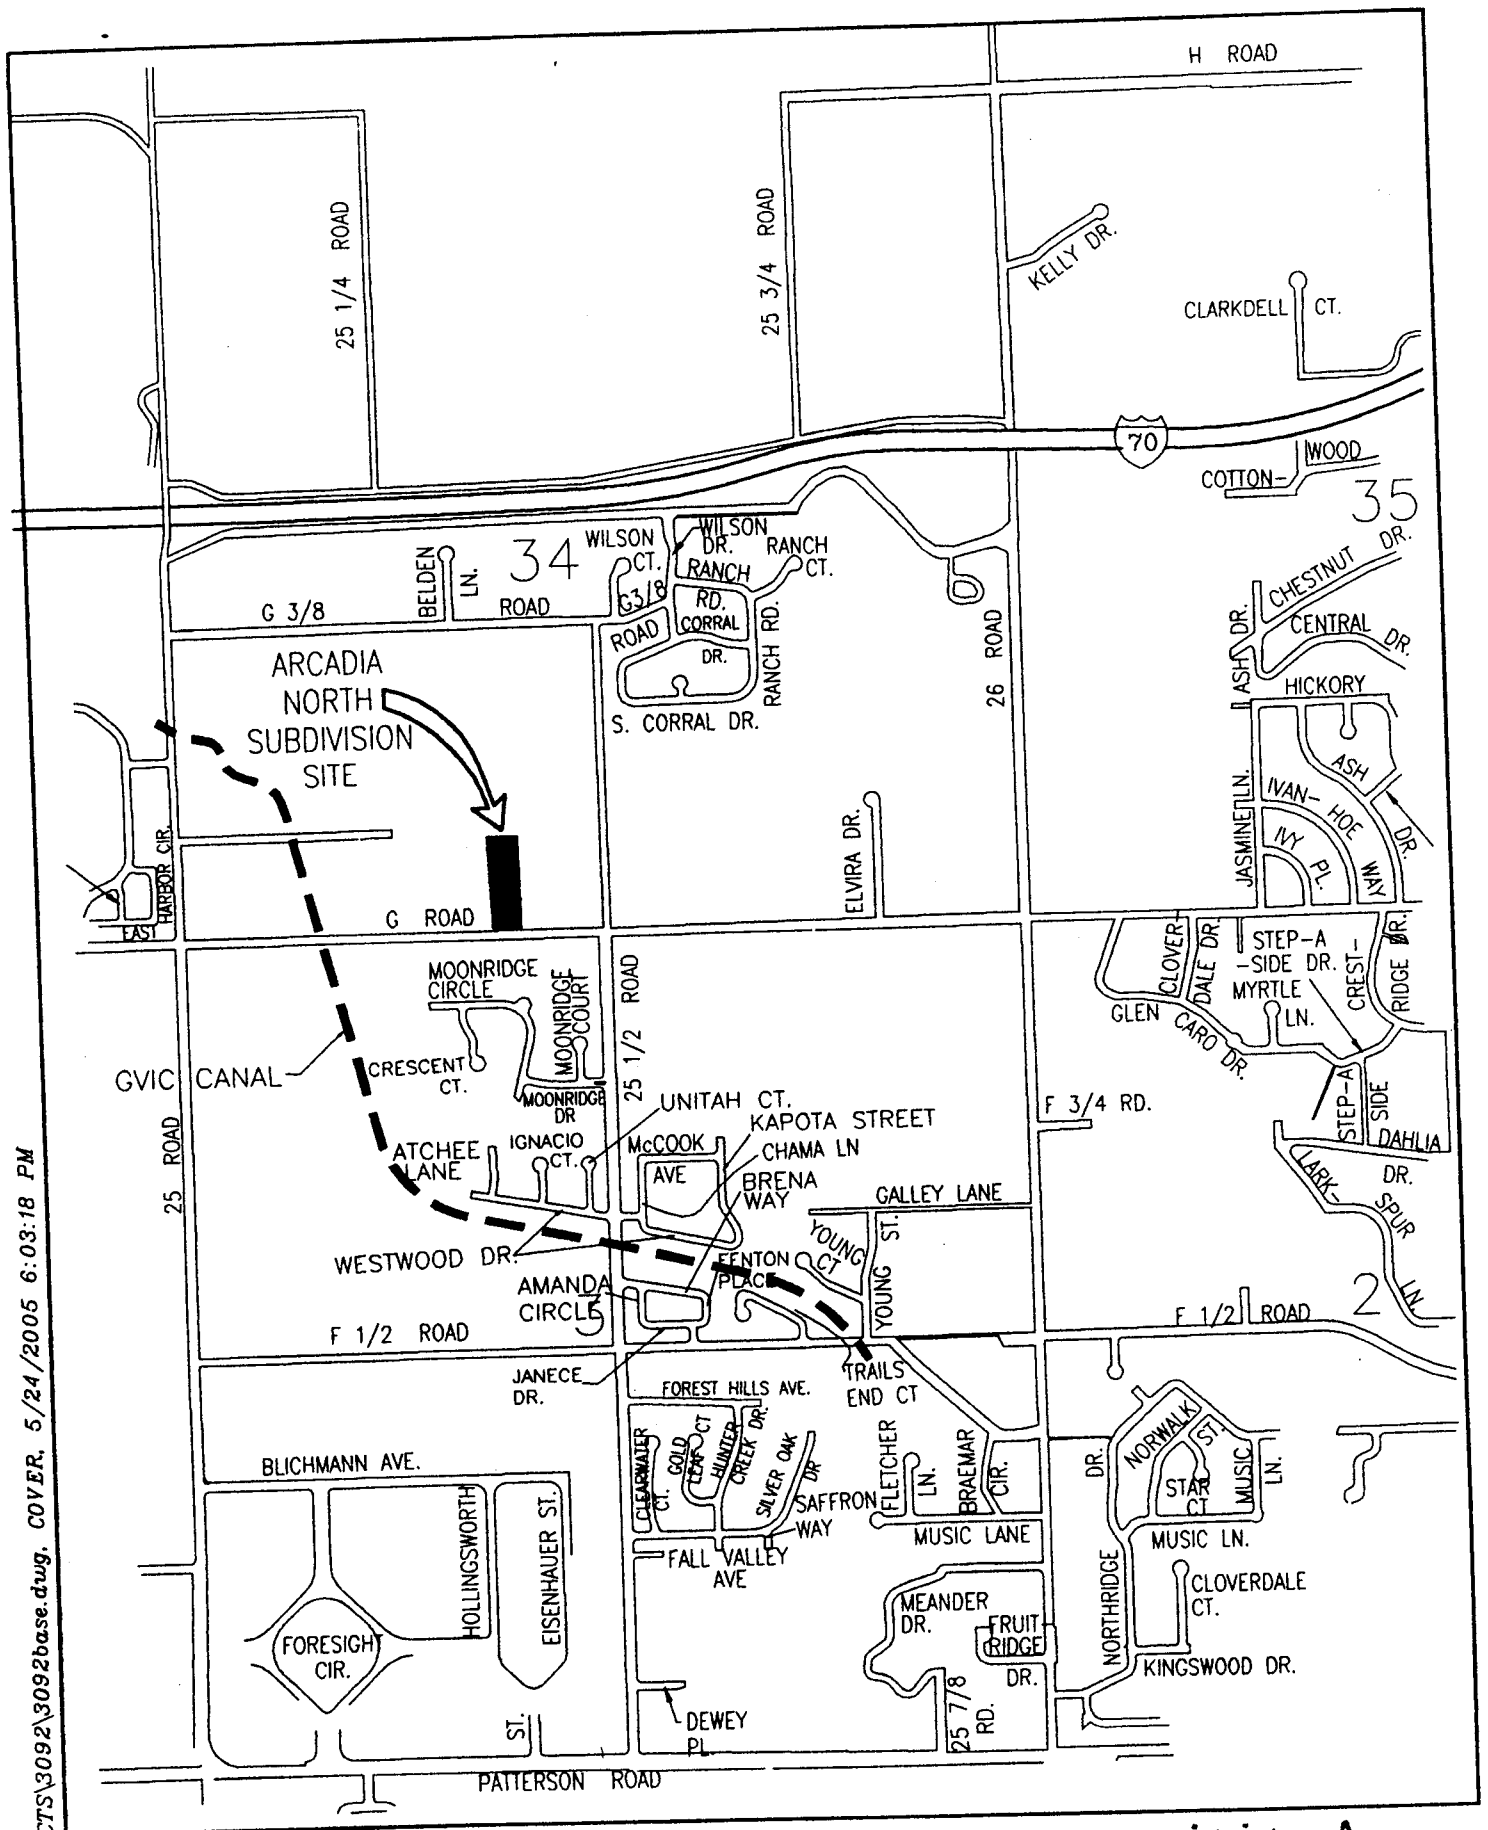 H ROAD
25 1/4 ROAD
25 3/4 ROAD
KELLY DR.
CLARKDELL CT.
70
WOOD
COTTON-
35
WILSON
DR.
WILSON
CT.
RANCH
CT.
34
BELDEN
LN.
RANCH
RD.
G 3/8
ROAD
G3/8
ROAD
CORRAL
DR.
RANCH RD.
S. CORRAL DR.
26 ROAD
CHESTNUT DR.
ASH DR.
CENTRAL DR.
HICKORY
ARCADIA
NORTH
SUBDIVISION
SITE
ASH
DR.
IVAN-
HOE
WAY
IVY PL.
JASMINE LN.
ELVIRA DR.
HARBOR CIR.
EAST
G ROAD
CLOVER-
DALE DR.
STEP-A
-SIDE DR.
MYRTLE
LN.
CREST-
RIDGE DR.
GLEN CARO DR.
MOONRIDGE
CIRCLE
MOONRIDGE
COURT
25 1/2 ROAD
CRESCENT
CT.
MOONRIDGE
DR
GVIC CANAL
25 ROAD
UNITAH CT.
KAPOTA STREET
F 3/4 RD.
STEP-A
SIDE
DAHLIA
DR.
ATCHEE
LANE
IGNACIO
CT.
McCOOK
AVE
CHAMA LN
BRENA
WAY
GALLEY LANE
LARK-
SPUR
LN.
YOUNG
CT
YOUNG ST.
WESTWOOD DR.
FENTON
PLACE
AMANDA
CIRCLE
3
2
F 1/2 ROAD
F 1/2 ROAD
JANECE
DR.
TRAILS
END CT
FOREST HILLS AVE.
CLEARWATER
CT.
GOLD
LEAF CT
HUNTER
CREEK DR.
SILVER OAK
DR
SAFFRON
WAY
FLETCHER
LN.
BRAEMAR
CIR.
NORWALK
ST.
DR.
STAR
CT
MUSIC
LN.
BLICHMANN AVE.
HOLLINGSWORTH
EISENHAUER ST.
MUSIC LANE
MUSIC LN.
FALL VALLEY
AVE
NORTHRIDGE
CLOVERDALE
CT.
MEANDER
DR.
FRUIT
RIDGE
DR.
KINGSWOOD DR.
FORESIGHT
CIR.
ST.
DEWEY
PL.
25 7/8
RD.
PATTERSON ROAD
CTS\3092\3092base.dwg, COVER, 5/24/2005 6:03:18 PM